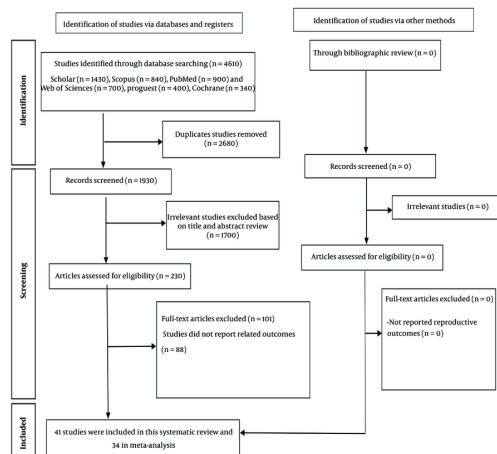 Identification of studies via databases and registers
Identification of studies via other methods
Identification
Studies identified through database searching (n = 4610)
Scholar (n = 1430), Scopus (n = 840), PubMed (n = 900) and
Web of Sciences (n = 700), proguest (n = 400), Cochrane (n = 340)
Through bibliographic review (n = 0)
Duplicates studies removed
(n = 2680)
Screening
Records screened (n = 1930)
Records screened (n = 0)
Irrelevant studies excluded based
on title and abstract review
(n = 1700)
Irrelevant studies (n = 0)
Articles assessed for eligibility (n = 230)
Articles assessed for eligibility (n = 0)
Full-text articles excluded (n = 101)
Studies did not report related outcomes
(n = 88)
Full-text articles excluded (n = 0)
-Not reported reproductive
outcomes (n = 0)
Included
41 studies were included in this systematic review and
34 in meta-analysis